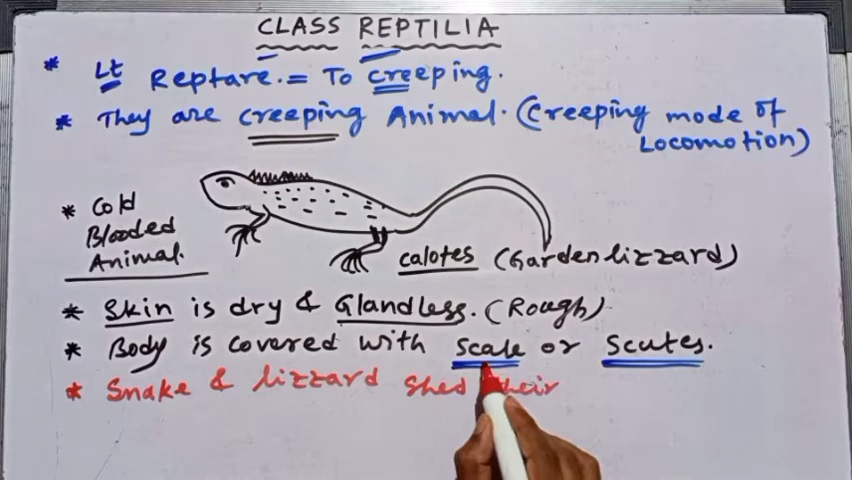 CLASS REPTILIA
* Lt Reptare. = To creeping.
* They are creeping Animal. (Creeping mode of
Locomotion)
* Cold
Blooded
Animal.
calotes (Garden lizzard)
* Skin is dry & Glandless. (Rough)
* Body is covered with scale or scutes.
* Snake & lizzard shed their